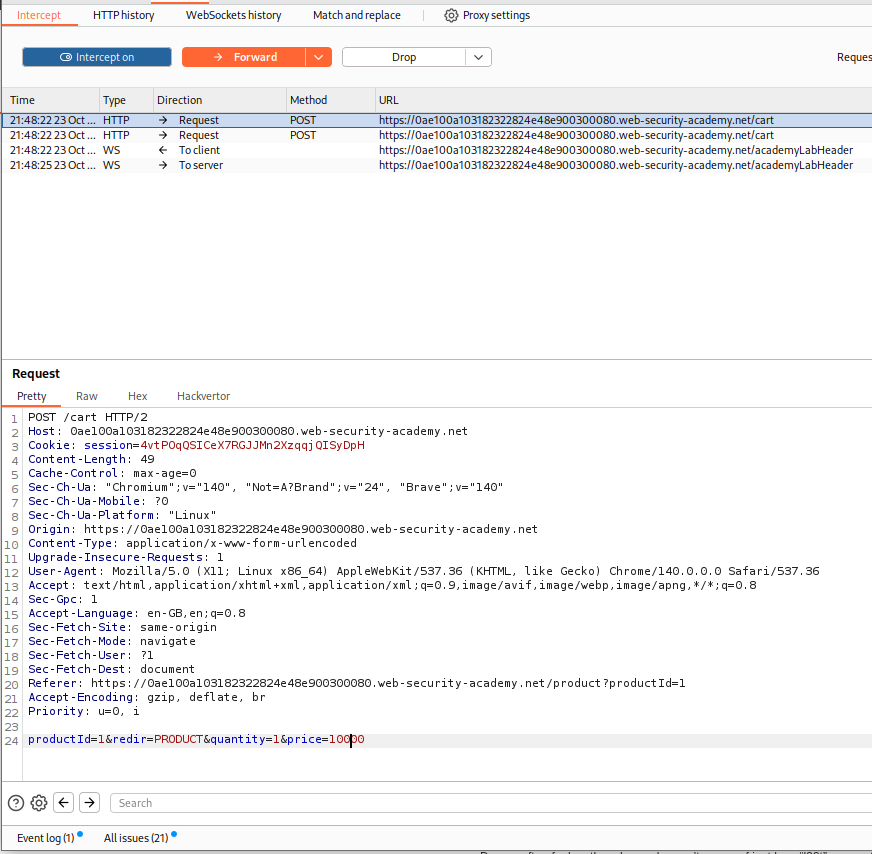 Intercept HTTP history WebSockets history Match and replace Proxy settings
Intercept on Forward Drop Reques
Time Type Direction Method URL
21:48:22 23 Oct ... HTTP → Request POST https://0ae100a103182322824e48e900300080.web-security-academy.net/cart
21:48:22 23 Oct ... HTTP → Request POST https://0ae100a103182322824e48e900300080.web-security-academy.net/cart
21:48:22 23 Oct ... WS ← To client https://0ae100a103182322824e48e900300080.web-security-academy.net/academyLabHeader
21:48:25 23 Oct ... WS → To server https://0ae100a103182322824e48e900300080.web-security-academy.net/academyLabHeader
Request
Pretty Raw Hex Hackvertor
1 POST /cart HTTP/2
2 Host: 0ae100a103182322824e48e900300080.web-security-academy.net
3 Cookie: session=4vtPOqQSICeX7RGJJMn2XzqqjQISyDpH
4 Content-Length: 49
5 Cache-Control: max-age=0
6 Sec-Ch-Ua: "Chromium";v="140", "Not=A?Brand";v="24", "Brave";v="140"
7 Sec-Ch-Ua-Mobile: ?0
8 Sec-Ch-Ua-Platform: "Linux"
9 Origin: https://0ae100a103182322824e48e900300080.web-security-academy.net
10 Content-Type: application/x-www-form-urlencoded
11 Upgrade-Insecure-Requests: 1
12 User-Agent: Mozilla/5.0 (X11; Linux x86_64) AppleWebKit/537.36 (KHTML, like Gecko) Chrome/140.0.0.0 Safari/537.36
13 Accept: text/html,application/xhtml+xml,application/xml;q=0.9,image/avif,image/webp,image/apng,*/*;q=0.8
14 Sec-Gpc: 1
15 Accept-Language: en-GB,en;q=0.8
16 Sec-Fetch-Site: same-origin
17 Sec-Fetch-Mode: navigate
18 Sec-Fetch-User: ?1
19 Sec-Fetch-Dest: document
20 Referer: https://0ae100a103182322824e48e900300080.web-security-academy.net/product?productId=1
21 Accept-Encoding: gzip, deflate, br
22 Priority: u=0, i
23
24 productId=1&redir=PRODUCT&quantity=1&price=10000
Search
Event log (1) All issues (21)